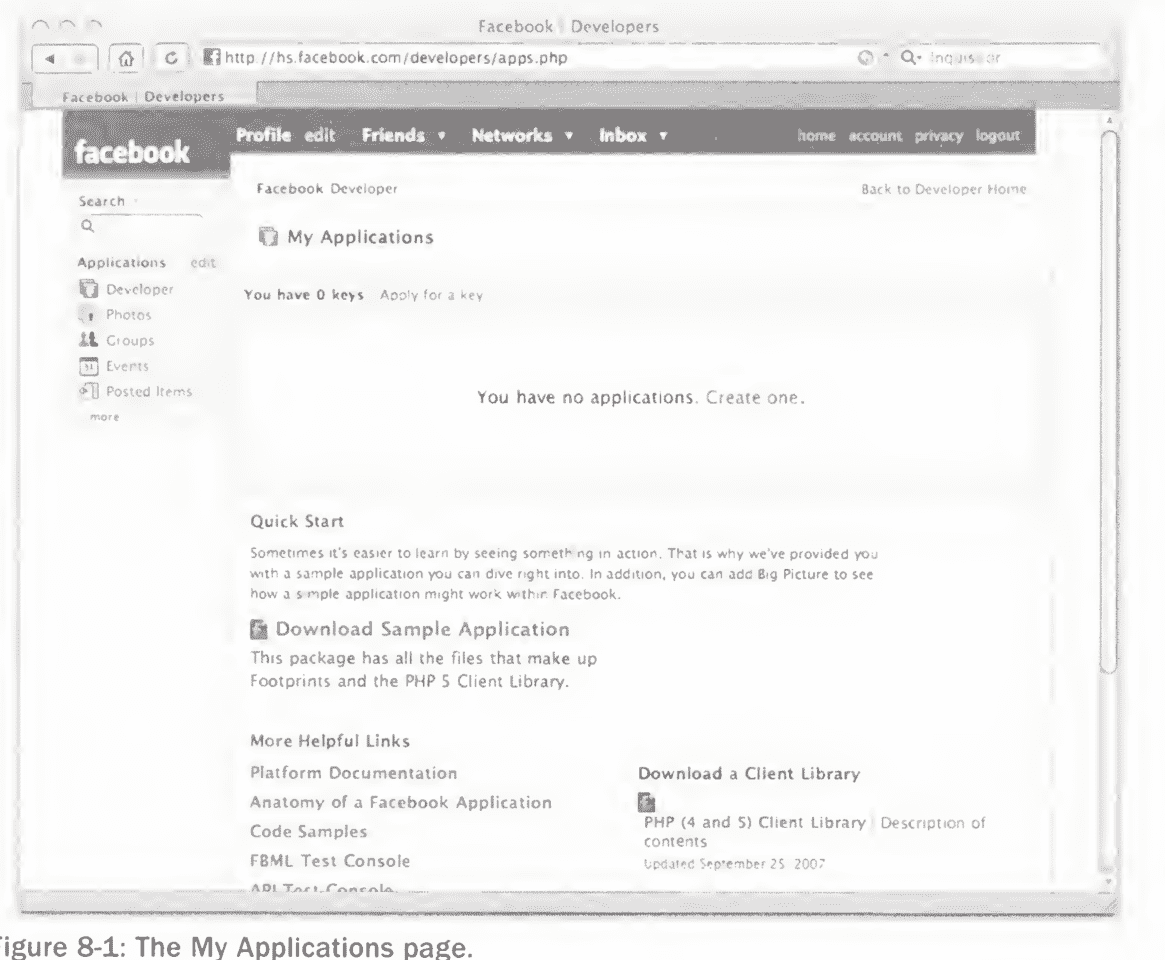 Facebook | Developers
http://hs.facebook.com/developers/apps.php
Facebook | Developers
facebook
Profile edit Friends Networks Inbox
home account privacy logout
Search
Applications edit
Developer
Photos
Groups
31
Events
Posted Items
more
Facebook Developer
Back to Developer Home
My Applications
You have 0 keys Apply for a key
You have no applications. Create one.
Quick Start
Sometimes it's easier to learn by seeing something in action. That is why we've provided you
with a sample application you can dive right into. In addition, you can add Big Picture to see
how a simple application might work within Facebook.
Download Sample Application
This package has all the files that make up
Footprints and the PHP 5 Client Library.
More Helpful Links
Platform Documentation
Anatomy of a Facebook Application
Code Samples
FBML Test Console
API Test Console
Download a Client Library
PHP (4 and 5) Client Library | Description of
contents
Updated September 25, 2007
Figure 8-1: The My Applications page.